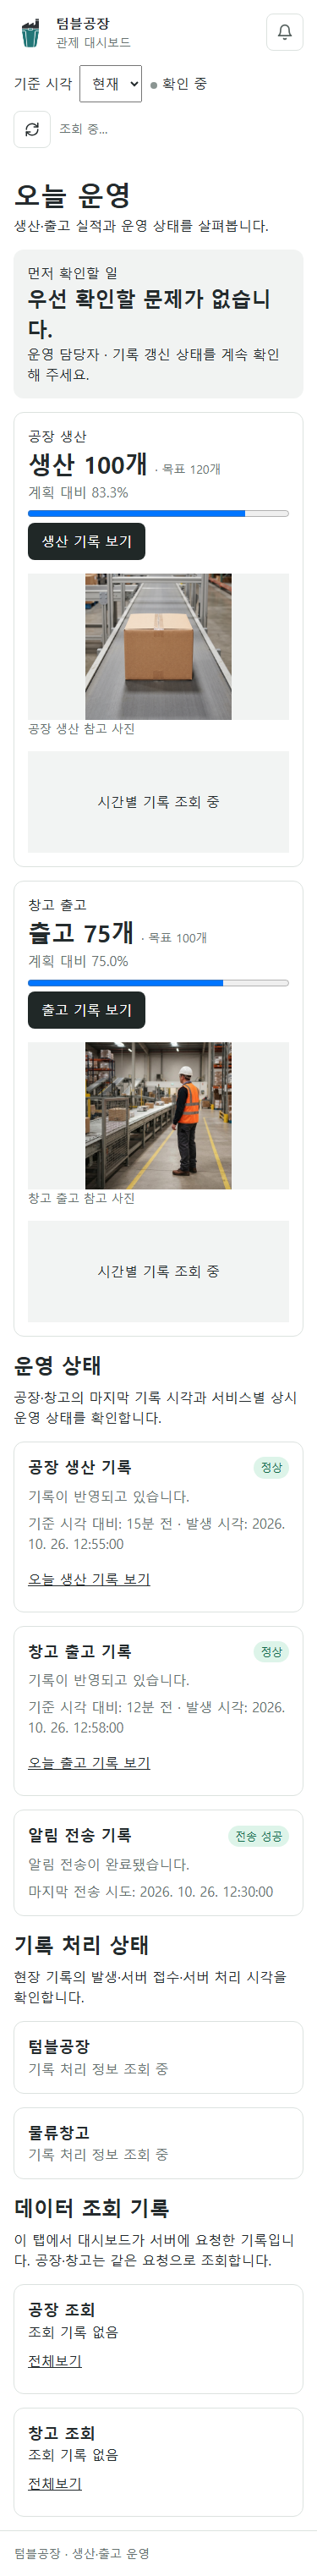 텀블공장
관제 대시보드
기준 시각 현재 확인 중
조회 중...
오늘 운영
생산·출고 실적과 운영 상태를 살펴봅니다.
먼저 확인할 일
우선 확인할 문제가 없습니
다.
운영 담당자 · 기록 갱신 상태를 계속 확인
해 주세요.
공장 생산
생산 100개 · 목표 120개
계획 대비 83.3%
생산 기록 보기
공장 생산 참고 사진
시간별 기록 조회 중
창고 출고
출고 75개 · 목표 100개
계획 대비 75.0%
출고 기록 보기
창고 출고 참고 사진
시간별 기록 조회 중
운영 상태
공장·창고의 마지막 기록 시각과 서비스별 상시
운영 상태를 확인합니다.
공장 생산 기록 정상
기록이 반영되고 있습니다.
기준 시각 대비: 15분 전 · 발생 시각: 2026.
10. 26. 12:55:00
오늘 생산 기록 보기
창고 출고 기록 정상
기록이 반영되고 있습니다.
기준 시각 대비: 12분 전 · 발생 시각: 2026.
10. 26. 12:58:00
오늘 출고 기록 보기
알림 전송 기록 전송 성공
알림 전송이 완료됐습니다.
마지막 전송 시도: 2026. 10. 26. 12:30:00
기록 처리 상태
현장 기록의 발생·서버 접수·서버 처리 시각을
확인합니다.
텀블공장
기록 처리 정보 조회 중
물류창고
기록 처리 정보 조회 중
데이터 조회 기록
이 탭에서 대시보드가 서버에 요청한 기록입니
다. 공장·창고는 같은 요청으로 조회합니다.
공장 조회
조회 기록 없음
전체보기
창고 조회
조회 기록 없음
전체보기
텀블공장 · 생산·출고 운영